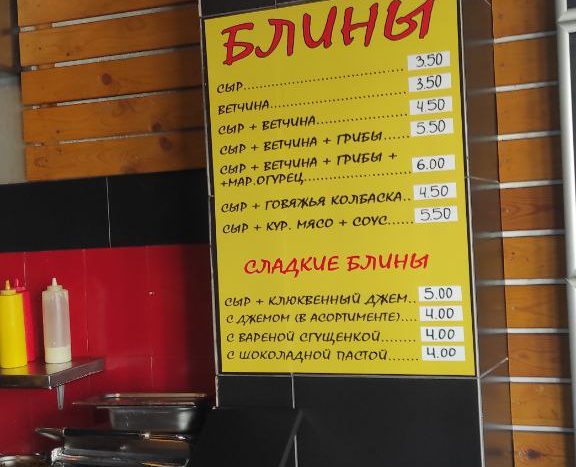 БЛИНЫ
СЫР........................ 3.50
ВЕТЧИНА.................... 3.50
СЫР + ВЕТЧИНА.............. 4.50
СЫР + ВЕТЧИНА + ГРИБЫ..... 5.50
СЫР + ВЕТЧИНА + ГРИБЫ +
+МАР.ОГУРЕЦ................ 6.00
СЫР + ГОВЯЖЬЯ КОЛБАСКА.. 4.50
СЫР + КУР. МЯСО + СОУС...... 5.50
СЛАДКИЕ БЛИНЫ
СЫР + КЛЮКВЕННЫЙ ДЖЕМ.. 5.00
С ДЖЕМОМ (В АСОРТИМЕНТЕ).... 4.00
С ВАРЕНОЙ СГУЩЕНКОЙ...... 4.00
С ШОКОЛАДНОЙ ПАСТОЙ..... 4.00